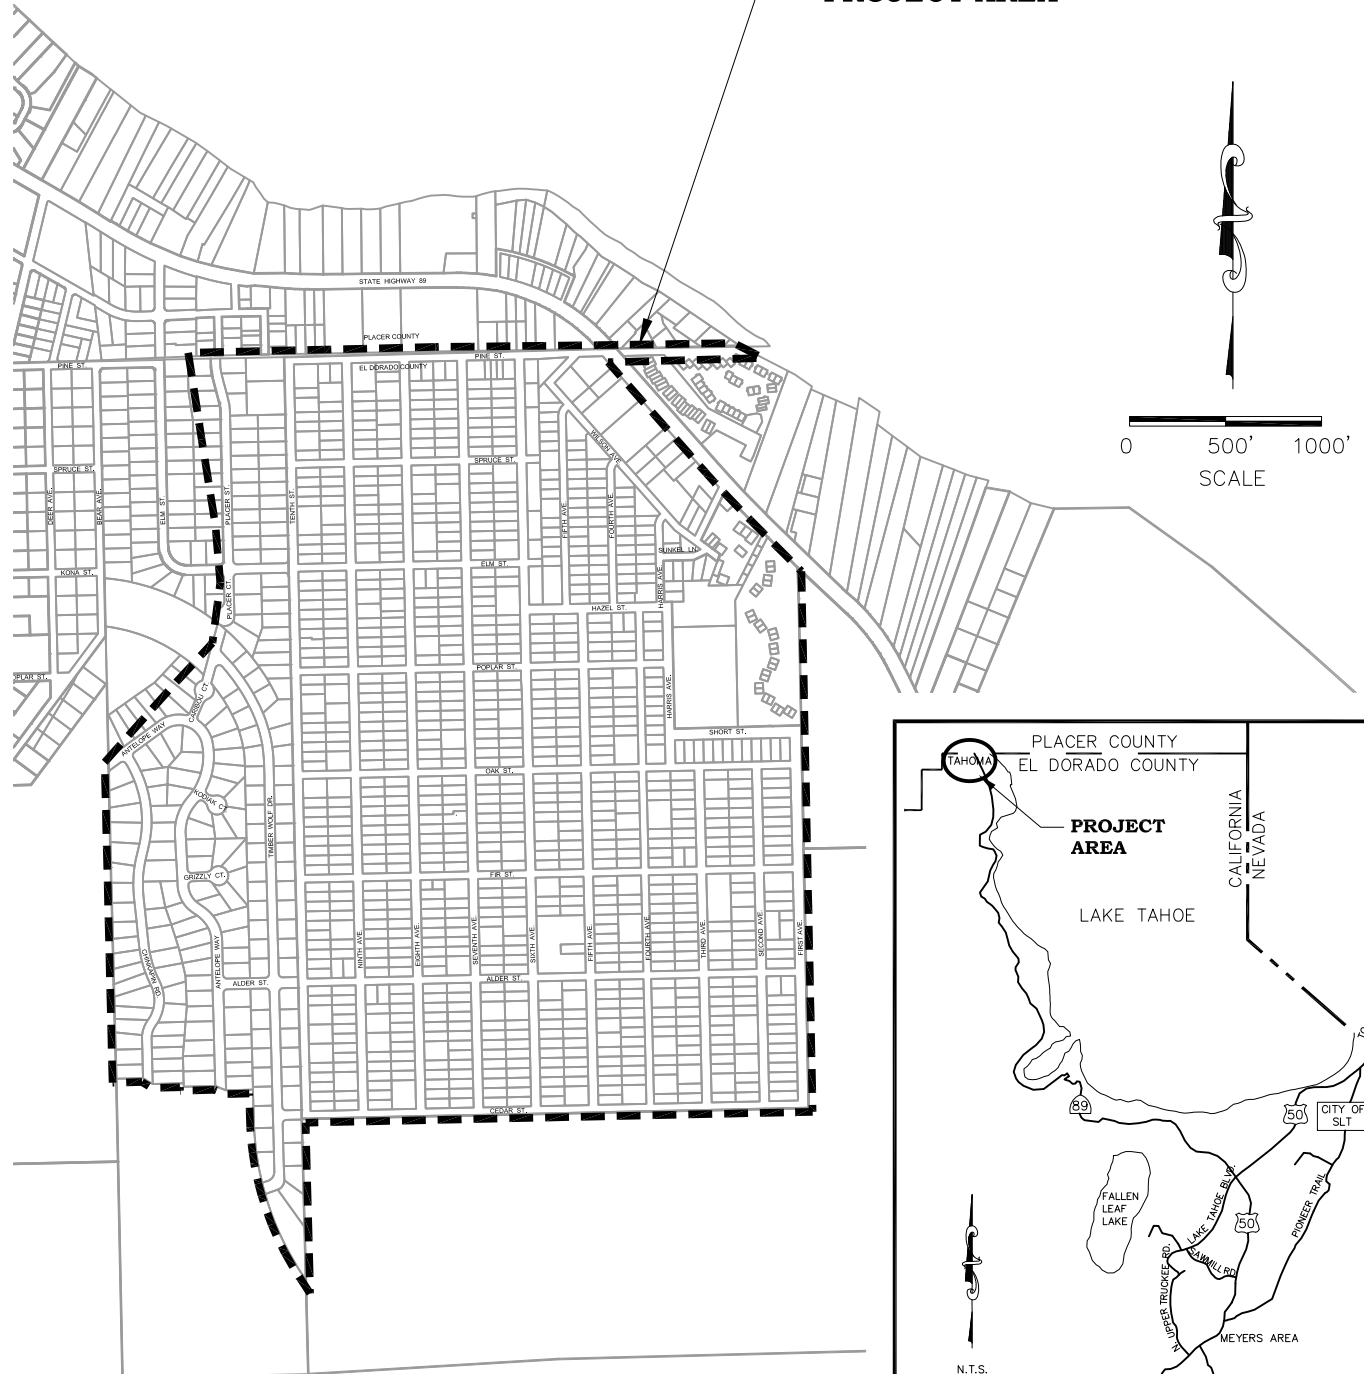 PROJECT AREA
STATE HIGHWAY 89
PLACER COUNTY
PINE ST.
EL DORADO COUNTY
PINE ST.
0 500' 1000'
SCALE
WILSON AVE.
SPRUCE ST.
SPRUCE ST.
DEER AVE.
BEAR AVE.
ELM ST.
PLACER ST.
TENTH ST.
FIFTH AVE.
FOURTH AVE.
SUNKEL LN.
ELM ST.
KONA ST.
PLACER CT.
HARRIS AVE.
HAZEL ST.
POPLAR ST.
OPLAR ST.
CARIBOU CT.
HARRIS AVE.
ANTELOPE WAY
SHORT ST.
OAK ST.
KODIAK CT.
TIMBER WOLF DR.
FIR ST.
GRIZZLY CT.
CHINKAPIN RD.
ANTELOPE WAY
NINTH AVE.
EIGHTH AVE.
SEVENTH AVE.
SIXTH AVE.
FIFTH AVE.
FOURTH AVE.
THIRD AVE.
SECOND AVE.
FIRST AVE.
ALDER ST.
ALDER ST.
CEDAR ST.
PLACER COUNTY
TAHOMA
EL DORADO COUNTY
CALIFORNIA
NEVADA
PROJECT
AREA
LAKE TAHOE
89
50
CITY OF
SLT
FALLEN
LEAF
LAKE
LAKE TAHOE BLVD.
50
PIONEER TRAIL
SAWMILL RD.
N. UPPER TRUCKEE RD.
MEYERS AREA
N.T.S.